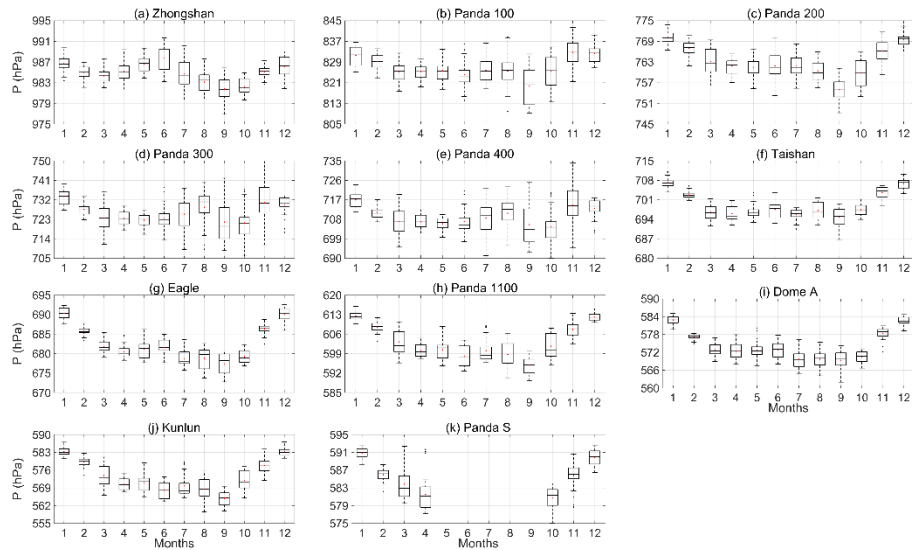 (a) Zhongshan
P (hPa)
995
991
987
983
979
975
1 2 3 4 5 6 7 8 9 10 11 12
(b) Panda 100
845
837
829
821
813
805
1 2 3 4 5 6 7 8 9 10 11 12
(c) Panda 200
775
769
763
757
751
745
1 2 3 4 5 6 7 8 9 10 11 12
(d) Panda 300
P (hPa)
750
741
732
723
714
705
1 2 3 4 5 6 7 8 9 10 11 12
(e) Panda 400
735
726
717
708
699
690
1 2 3 4 5 6 7 8 9 10 11 12
(f) Taishan
715
708
701
694
687
680
1 2 3 4 5 6 7 8 9 10 11 12
(g) Eagle
P (hPa)
695
690
685
680
675
670
1 2 3 4 5 6 7 8 9 10 11 12
(h) Panda 1100
620
613
606
599
592
585
1 2 3 4 5 6 7 8 9 10 11 12
(i) Dome A
590
584
578
572
566
560
1 2 3 4 5 6 7 8 9 10 11 12
Months
(j) Kunlun
P (hPa)
590
583
576
569
562
555
1 2 3 4 5 6 7 8 9 10 11 12
Months
(k) Panda S
595
591
587
583
579
575
1 2 3 4 5 6 7 8 9 10 11 12
Months